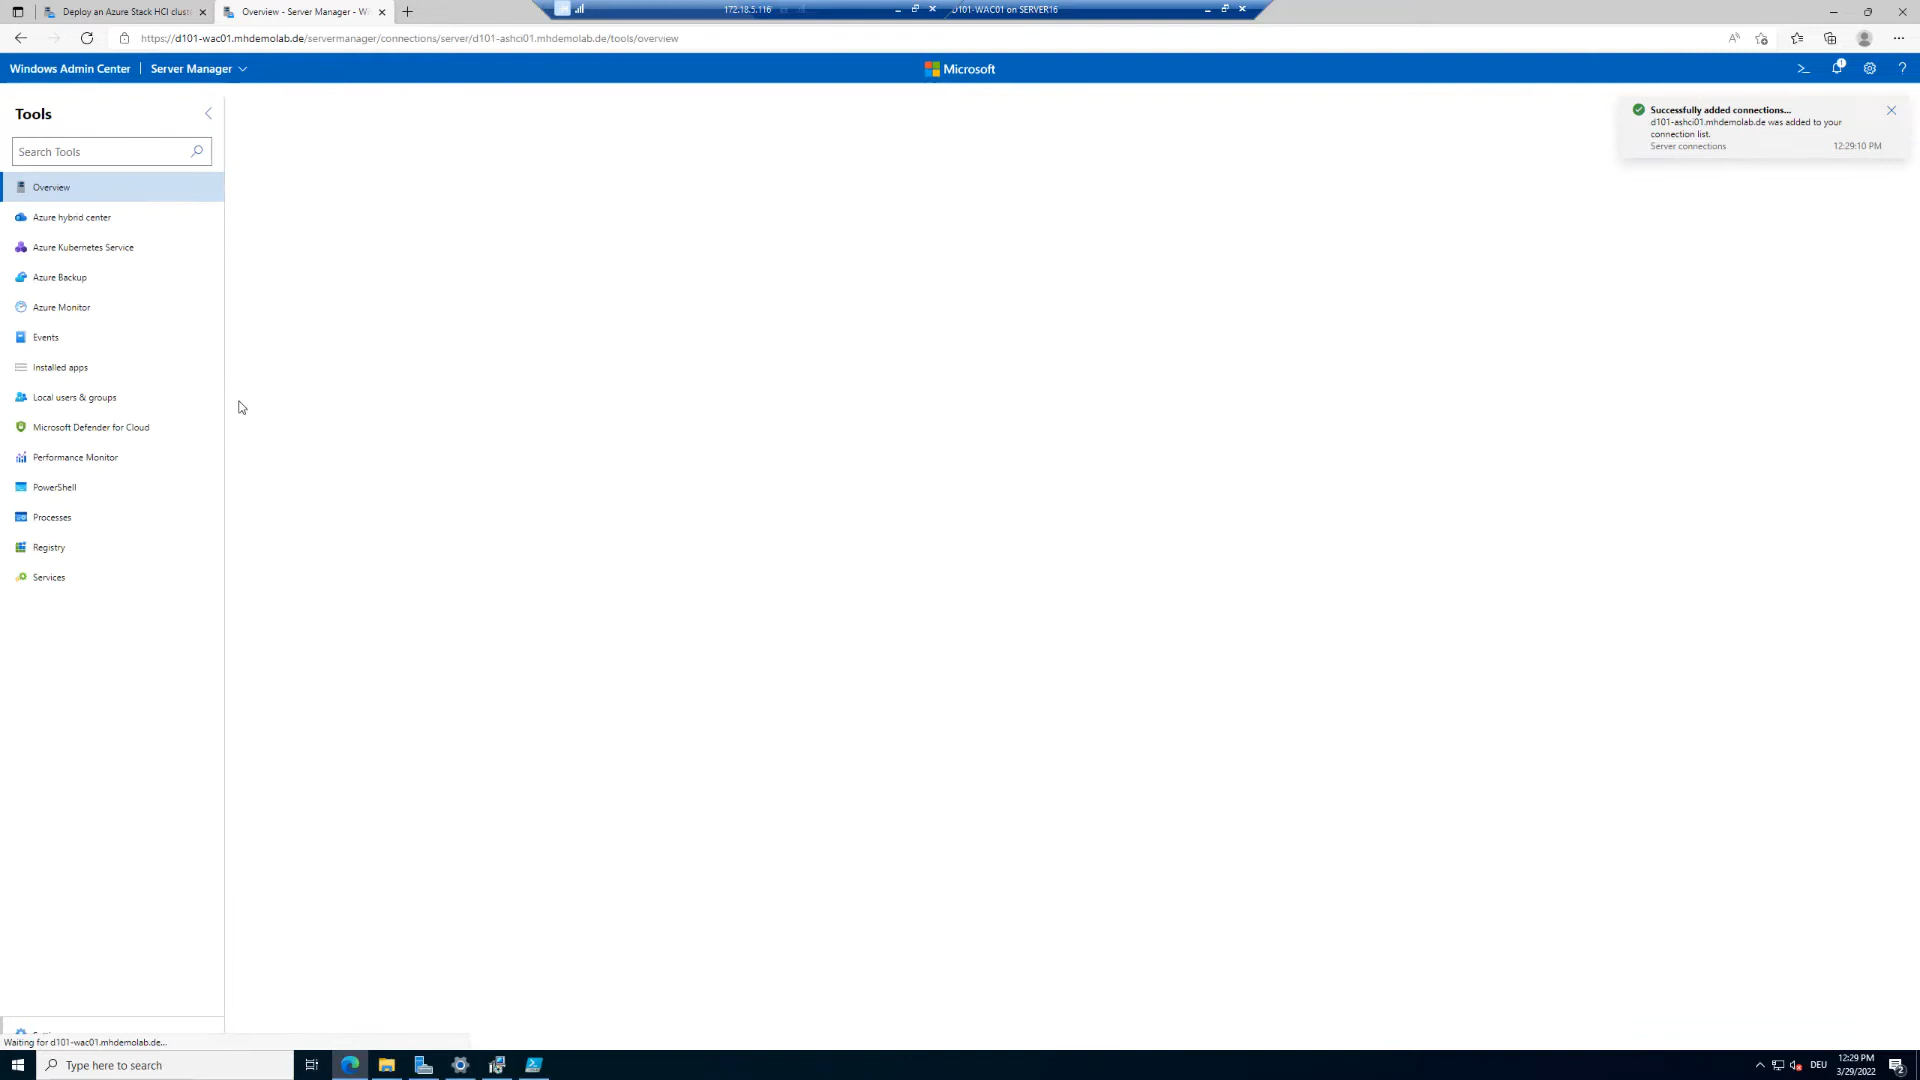 Deploy an Azure Stack HCI clust
Overview - Server Manager - Wi
172.18.5.116
D101-WAC01 on SERVER16
https://d101-wac01.mhdemolab.de/servermanager/connections/server/d101-ashci01.mhdemolab.de/tools/overview
Windows Admin Center
Server Manager
Microsoft
Tools
Successfully added connections...
d101-ashci01.mhdemolab.de was added to your
connection list.
Server connections 12:29:10 PM
Search Tools
Overview
Azure hybrid center
Azure Kubernetes Service
Azure Backup
Azure Monitor
Events
Installed apps
Local users & groups
Microsoft Defender for Cloud
Performance Monitor
PowerShell
Processes
Registry
Services
Waiting for d101-wac01.mhdemolab.de...
Type here to search
DEU
12:29 PM
3/29/2022
2